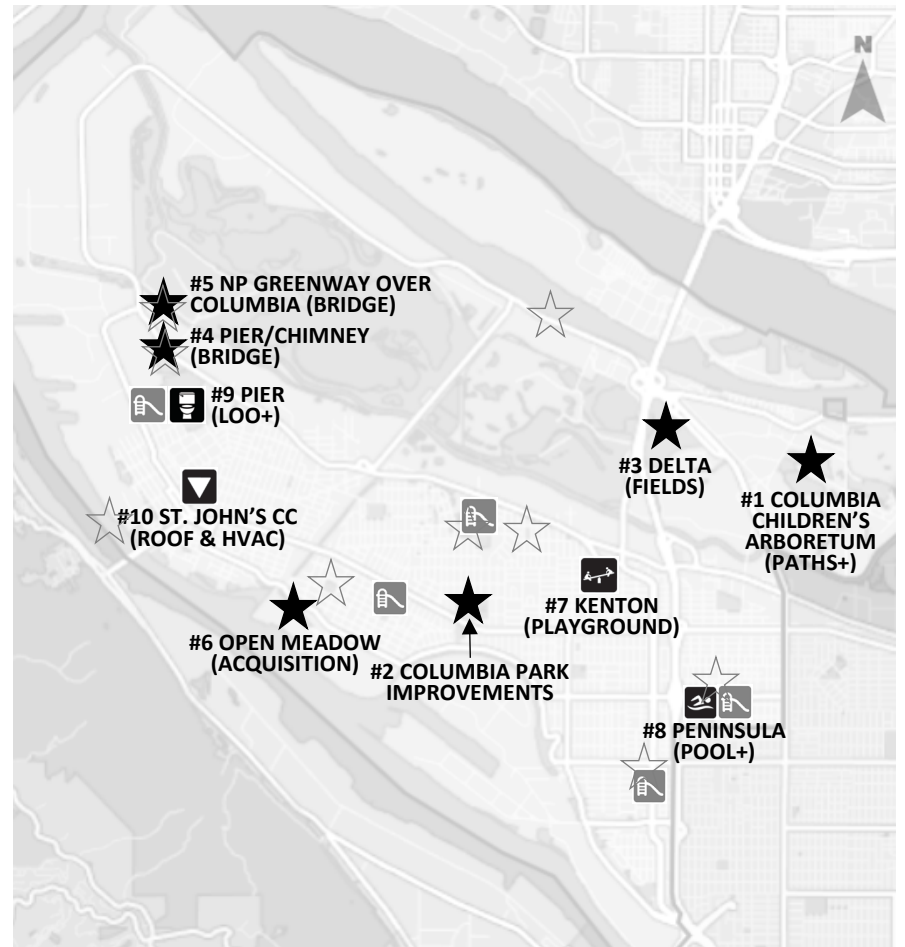 N
#5 NP GREENWAY OVER
COLUMBIA (BRIDGE)
#4 PIER/CHIMNEY
(BRIDGE)
#9 PIER
(LOO+)
#3 DELTA
(FIELDS)
#1 COLUMBIA
CHILDREN'S
ARBORETUM
(PATHS+)
#10 ST. JOHN'S CC
(ROOF & HVAC)
#7 KENTON
(PLAYGROUND)
#6 OPEN MEADOW
(ACQUISITION)
#2 COLUMBIA PARK
IMPROVEMENTS
#8 PENINSULA
(POOL+)